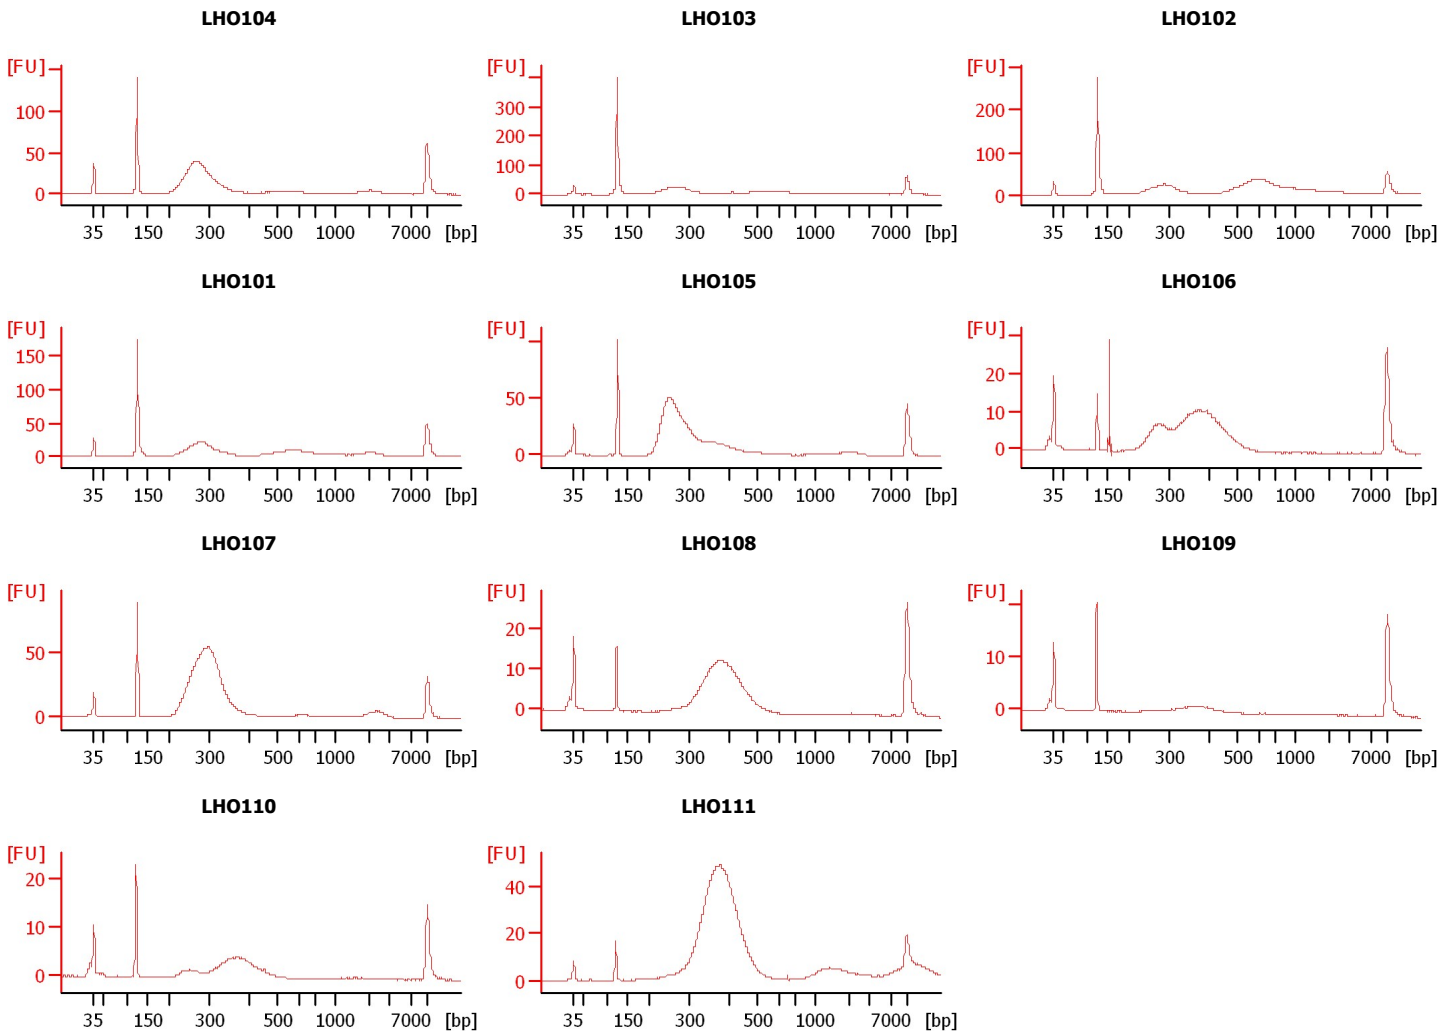 LHO104 LHO103 LHO102
[FU] [FU] [FU]
100 300 200
50 200 100
0 100 0
0
35 150 300 500 1000 7000 [bp] 35 150 300 500 1000 7000 [bp] 35 150 300 500 1000 7000 [bp]
LHO101 LHO105 LHO106
[FU] [FU] [FU]
150 50 20
100 0 10
50 0
0
35 150 300 500 1000 7000 [bp] 35 150 300 500 1000 7000 [bp] 35 150 300 500 1000 7000 [bp]
LHO107 LHO108 LHO109
[FU] [FU] [FU]
50 20 10
0 10 0
0
35 150 300 500 1000 7000 [bp] 35 150 300 500 1000 7000 [bp] 35 150 300 500 1000 7000 [bp]
LHO110 LHO111
[FU] [FU]
20 40
10 20
0 0
35 150 300 500 1000 7000 [bp] 35 150 300 500 1000 7000 [bp]